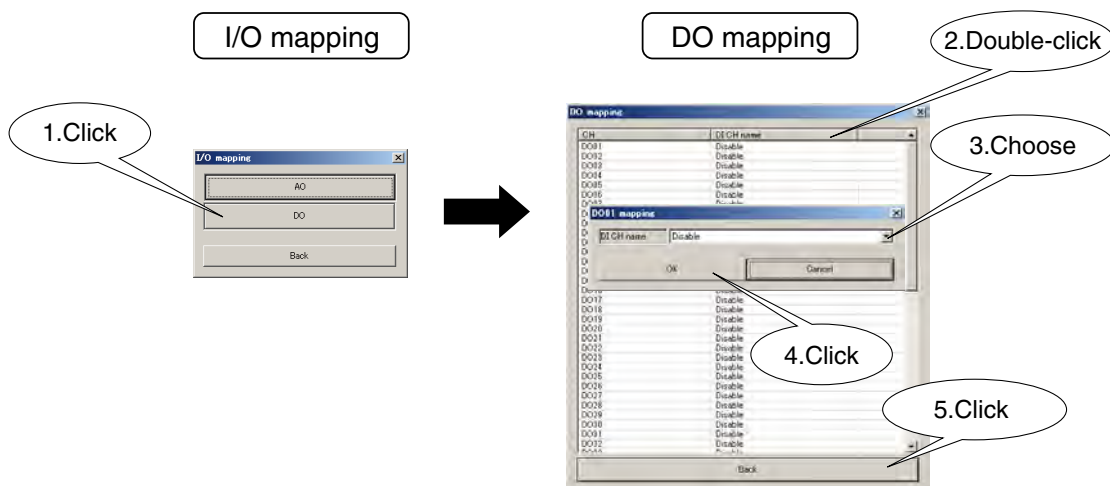 I/O mapping
DO mapping
2.Double-click
1.Click
3.Choose
4.Click
5.Click
I/O mapping
AO
DO
Back
DO mapping
CH DI CH name
DO01 Disable
DO02 Disable
DO03 Disable
DO04 Disable
DO05 Disable
DO06 Disable
DO01 mapping
DI CH name Disable
OK Cancel
DO17 Disable
DO18 Disable
DO19 Disable
DO20 Disable
DO21 Disable
DO22 Disable
DO23 Disable
DO24 Disable
DO25 Disable
DO26 Disable
DO27 Disable
DO28 Disable
DO29 Disable
DO30 Disable
DO31 Disable
DO32 Disable
Back